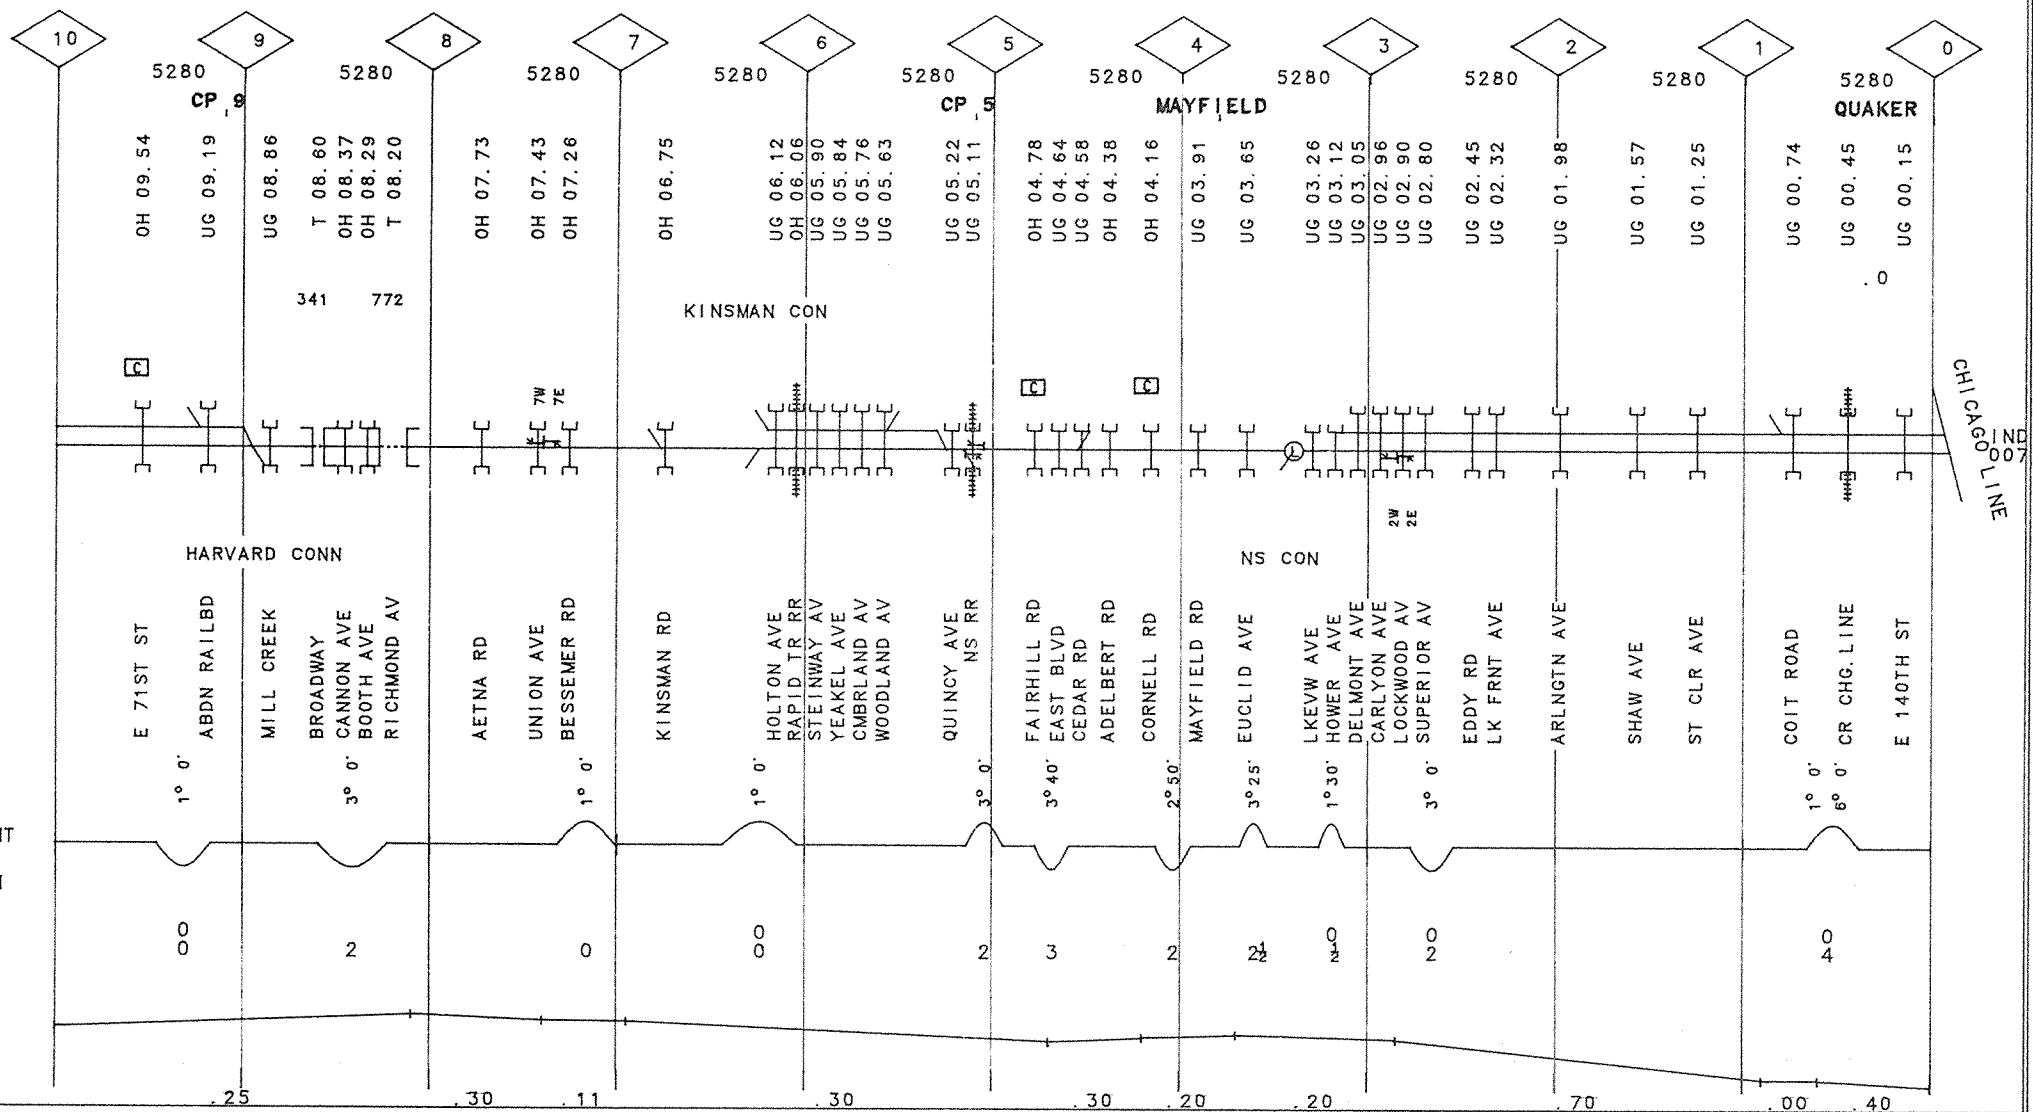 10 9 8 7 6 5 4 3 2 1 0
5280 5280 5280 5280 5280 5280 5280 5280 5280 5280
CP 9 CP 5 MAYFIELD QUAKER
OH 09.54
UG 09.19
UG 08.86
T 08.60
OH 08.37
OH 08.29
T 08.20
OH 07.73
OH 07.43
OH 07.26
OH 06.75
UG 06.12
OH 06.06
UG 05.90
UG 05.84
UG 05.76
UG 05.63
UG 05.22
UG 05.11
OH 04.78
UG 04.64
UG 04.58
OH 04.38
OH 04.16
UG 03.91
UG 03.65
UG 03.26
UG 03.12
UG 03.05
UG 02.96
UG 02.90
UG 02.80
UG 02.45
UG 02.32
UG 01.98
UG 01.57
UG 01.25
UG 00.74
UG 00.45
UG 00.15
.0
341 772
KINSMAN CON
C C C
7W
7E
CHICAGO LINE
IND
007
L
2W
2E
HARVARD CONN NS CON
E 71ST ST
ABDN RAILBD
MILL CREEK
BROADWAY
CANNON AVE
BOOTH AVE
RICHMOND AV
AETNA RD
UNION AVE
BESSEMER RD
KINSMAN RD
HOLTON AVE
RAPID TR RR
STEINWAY AV
YEAKEL AVE
CMBRLAND AV
WOODLAND AV
QUINCY AVE
NS RR
FAIRHILL RD
EAST BLVD
CEDAR RD
ADELBERT RD
CORNELL RD
MAYFIELD RD
EUCLID AVE
LKEVW AVE
HOWER AVE
DELMONT AVE
CARLYON AVE
LOCKWOOD AV
SUPERIOR AV
EDDY RD
LK FRNT AVE
ARLNGTN AVE
SHAW AVE
ST CLR AVE
COIT ROAD
CR CHG.LINE
E 140TH ST
1° 0'
3° 0'
1° 0'
1° 0'
3° 0'
3° 40'
2° 50'
3° 25'
1° 30'
3° 0'
1° 0'
6° 0'
0 0 0 0 0
0 2 0 0 2 3 2 2½ ½ 2 4
.25 .30 .11 .30 .30 .20 .20 .70 .00 .40